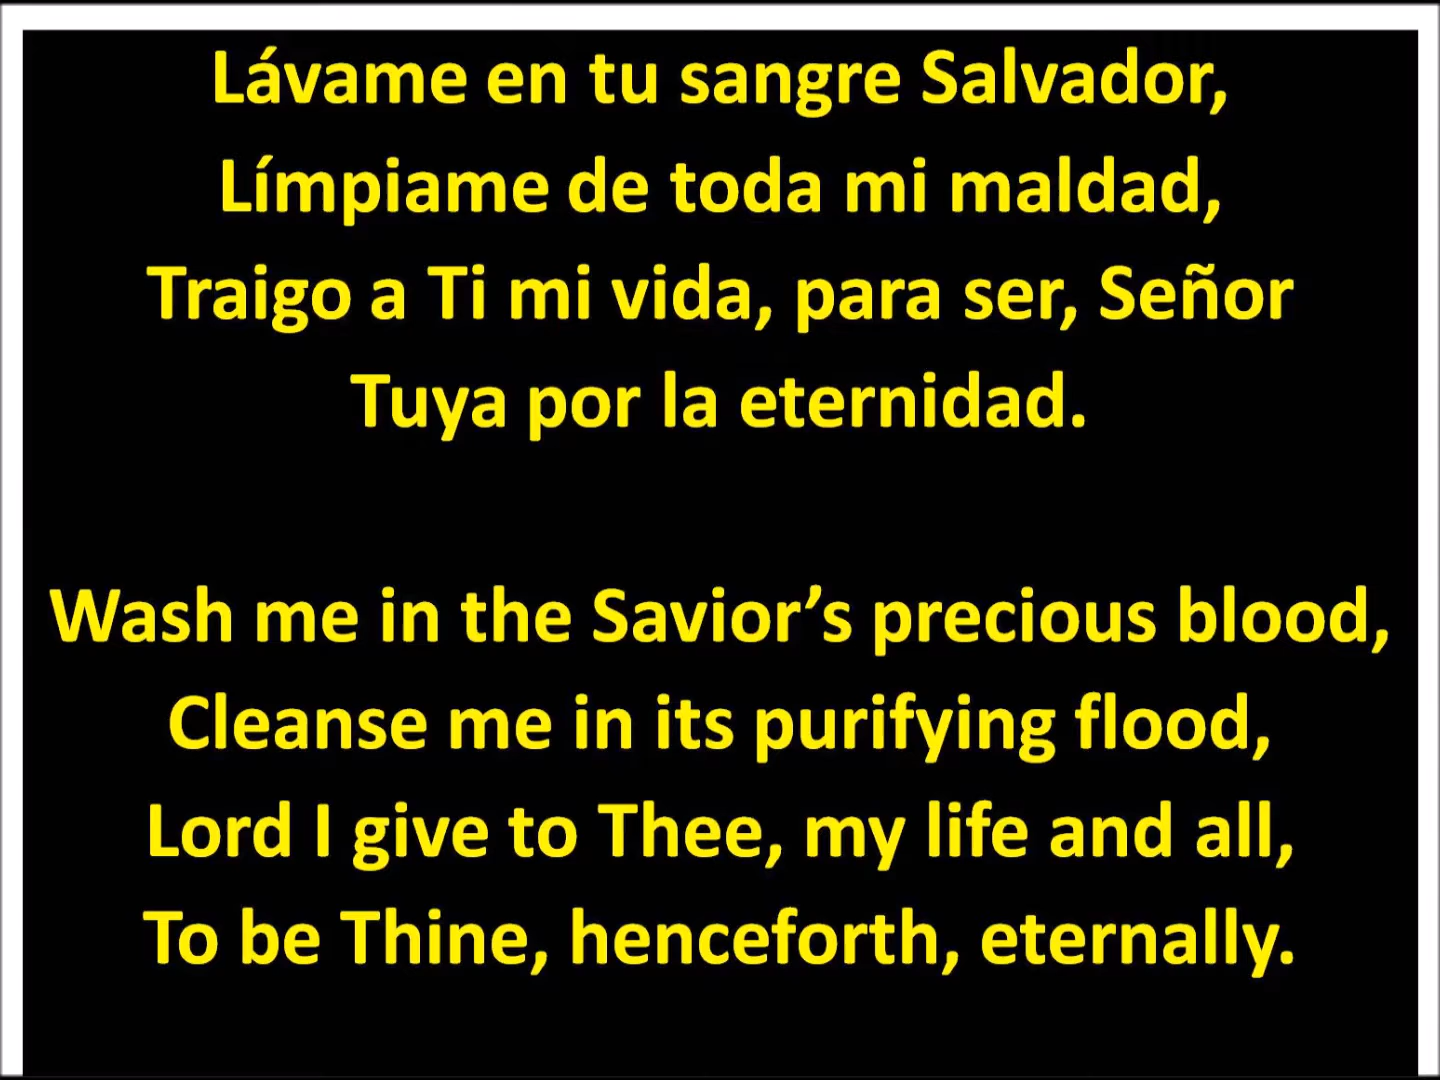 Lávame en tu sangre Salvador,
Límpiame de toda mi maldad,
Traigo a Ti mi vida, para ser, Señor
Tuya por la eternidad.
Wash me in the Savior’s precious blood,
Cleanse me in its purifying flood,
Lord I give to Thee, my life and all,
To be Thine, henceforth, eternally.